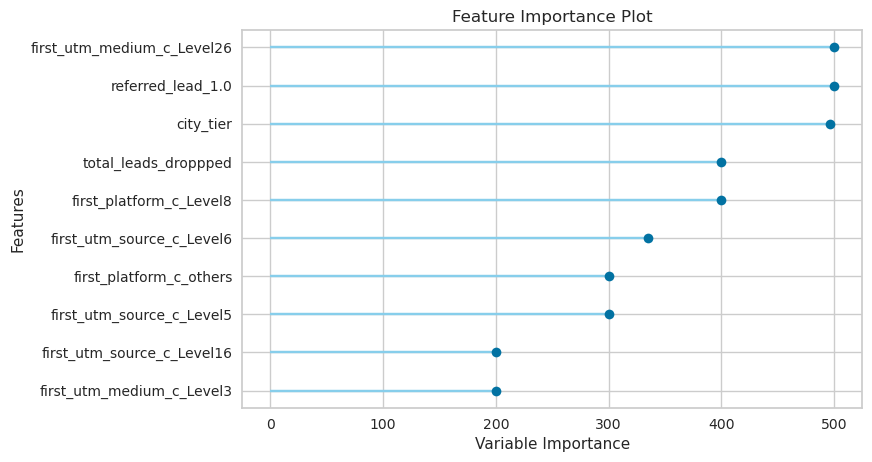 Feature Importance Plot
first_utm_medium_c_Level26
referred_lead_1.0
city_tier
total_leads_droppped
first_platform_c_Level8
first_utm_source_c_Level6
first_platform_c_others
first_utm_source_c_Level5
first_utm_source_c_Level16
first_utm_medium_c_Level3
Features
0 100 200 300 400 500
Variable Importance